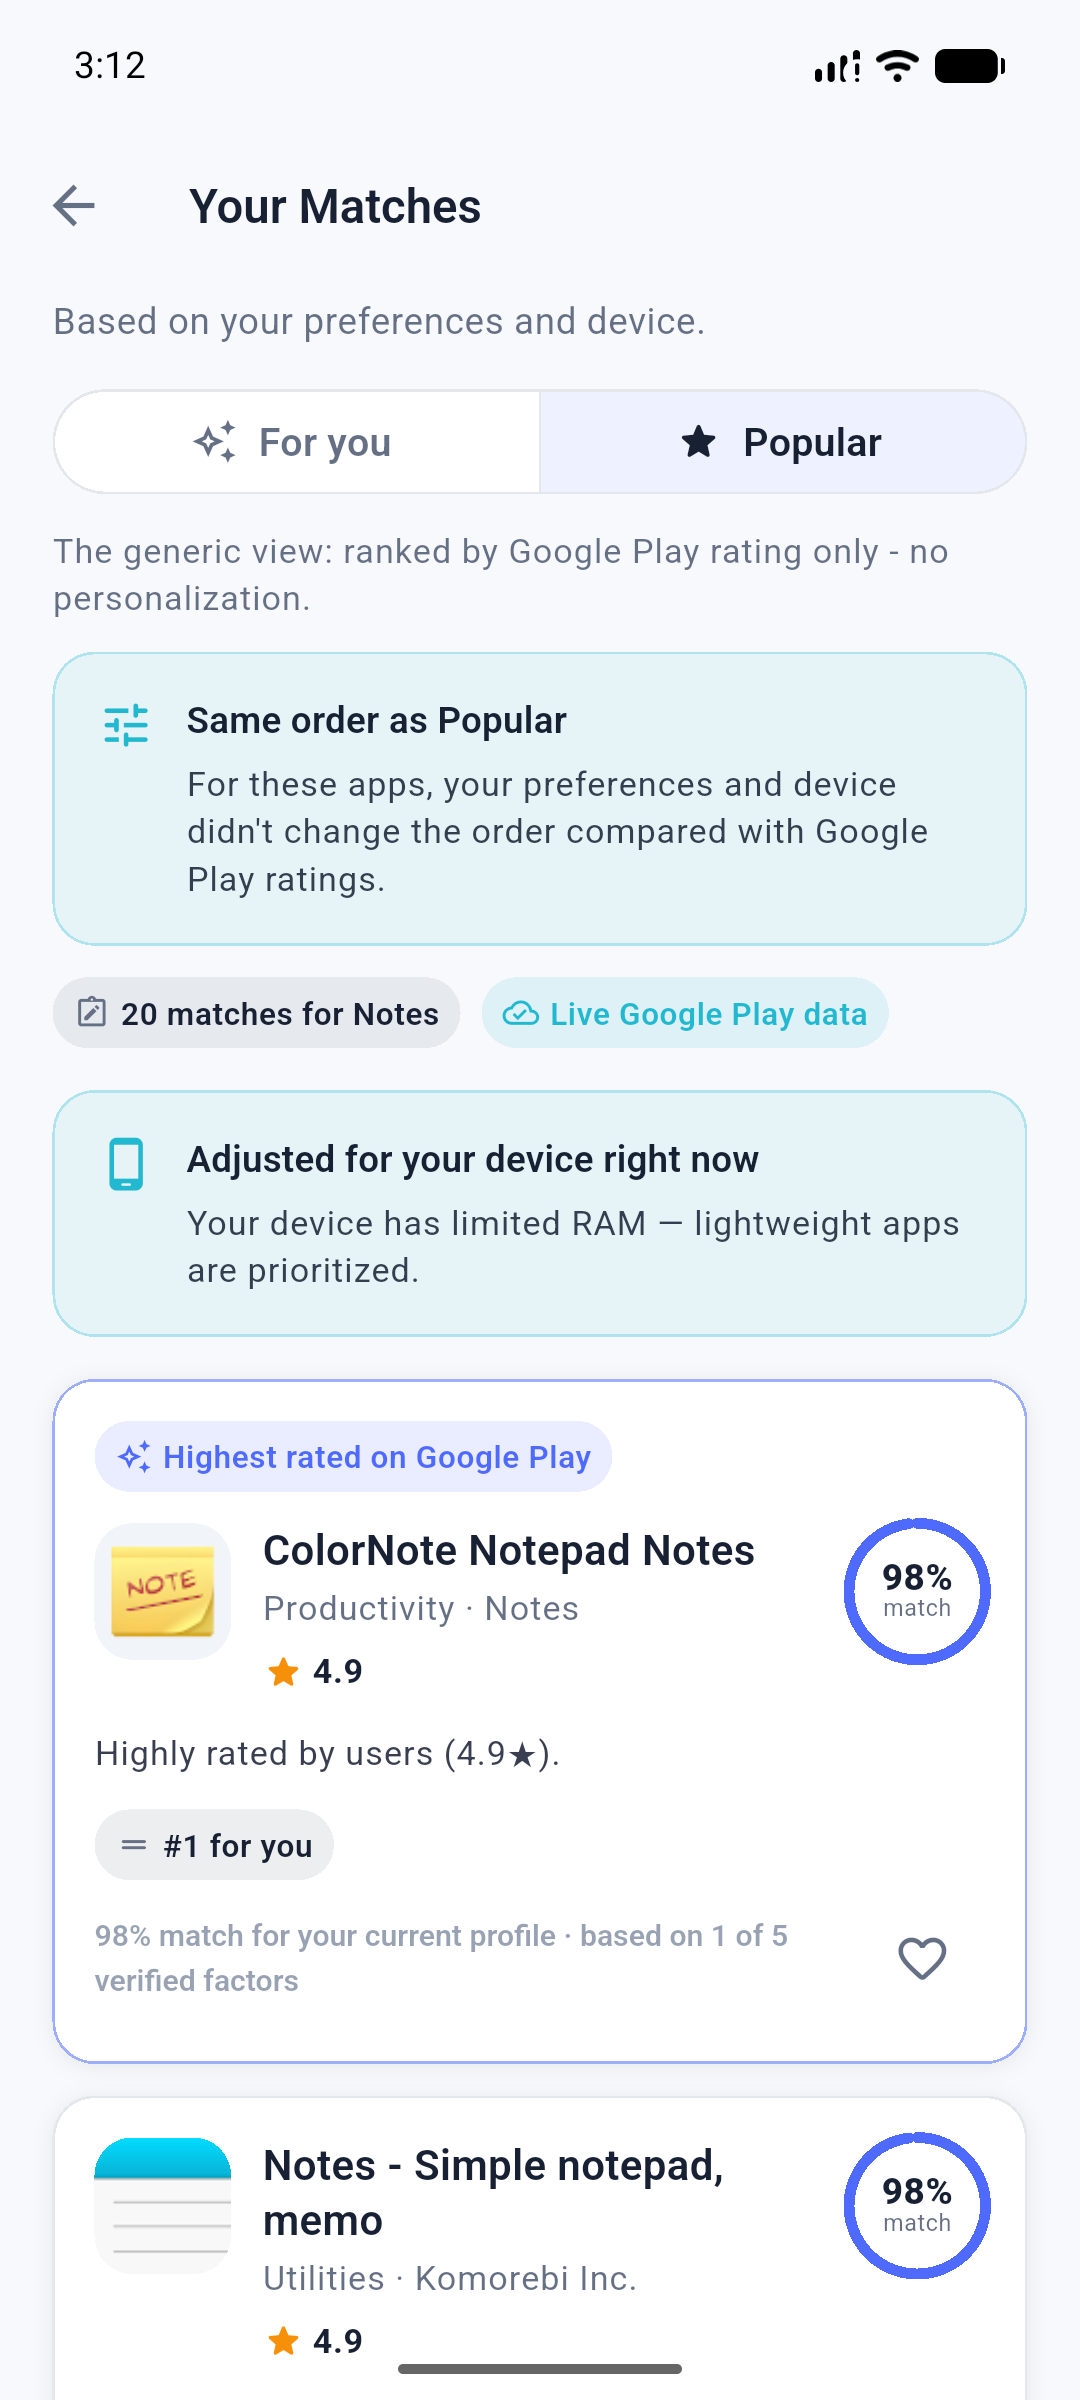 3:12
Your Matches
Based on your preferences and device.
For you
Popular
The generic view: ranked by Google Play rating only - no
personalization.
Same order as Popular
For these apps, your preferences and device
didn't change the order compared with Google
Play ratings.
20 matches for Notes
Live Google Play data
Adjusted for your device right now
Your device has limited RAM — lightweight apps
are prioritized.
Highest rated on Google Play
NOTE
ColorNote Notepad Notes
Productivity · Notes
4.9
98%
match
Highly rated by users (4.9★).
#1 for you
98% match for your current profile · based on 1 of 5
verified factors
Notes - Simple notepad,
memo
Utilities · Komorebi Inc.
4.9
98%
match